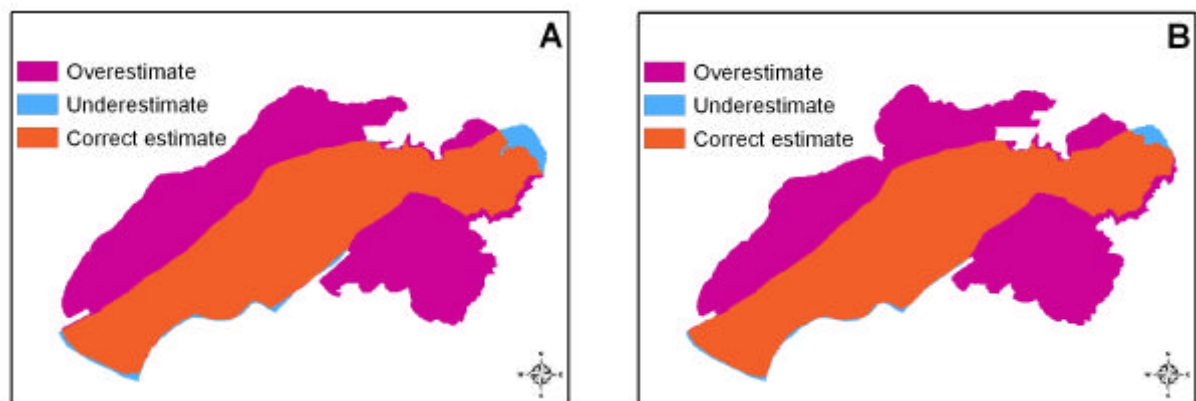 A
Overestimate
Underestimate
Correct estimate
B
Overestimate
Underestimate
Correct estimate